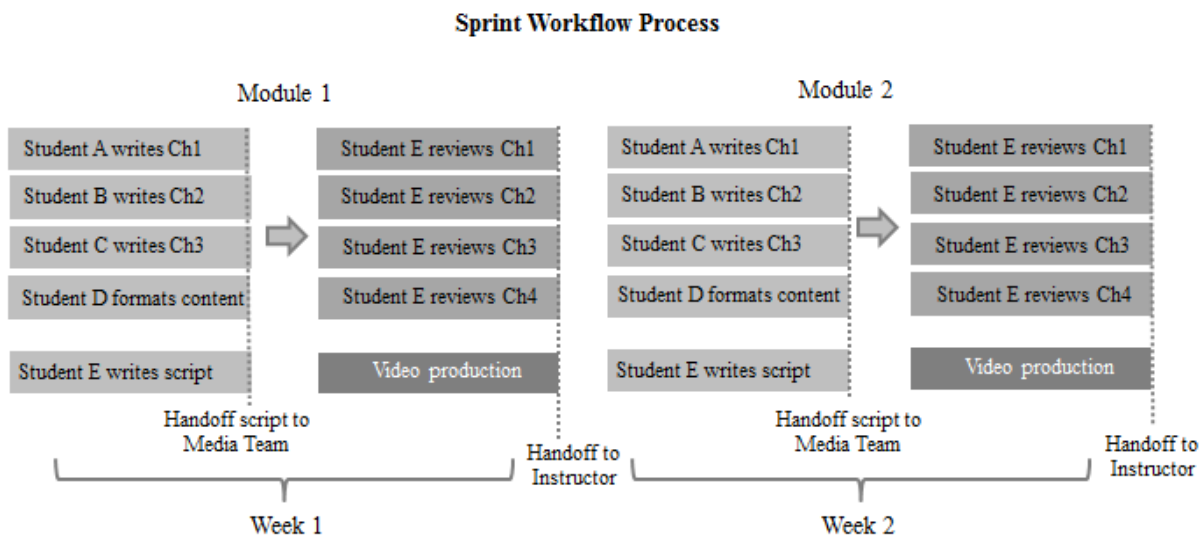 Sprint Workflow Process
Module 1
Student A writes Ch1
Student B writes Ch2
Student C writes Ch3
Student D formats content
Student E writes script
Student E reviews Ch1
Student E reviews Ch2
Student E reviews Ch3
Student E reviews Ch4
Video production
Handoff script to
Media Team
Handoff to
Instructor
Week 1
Module 2
Student A writes Ch1
Student B writes Ch2
Student C writes Ch3
Student D formats content
Student E writes script
Student E reviews Ch1
Student E reviews Ch2
Student E reviews Ch3
Student E reviews Ch4
Video production
Handoff script to
Media Team
Handoff to
Instructor
Week 2